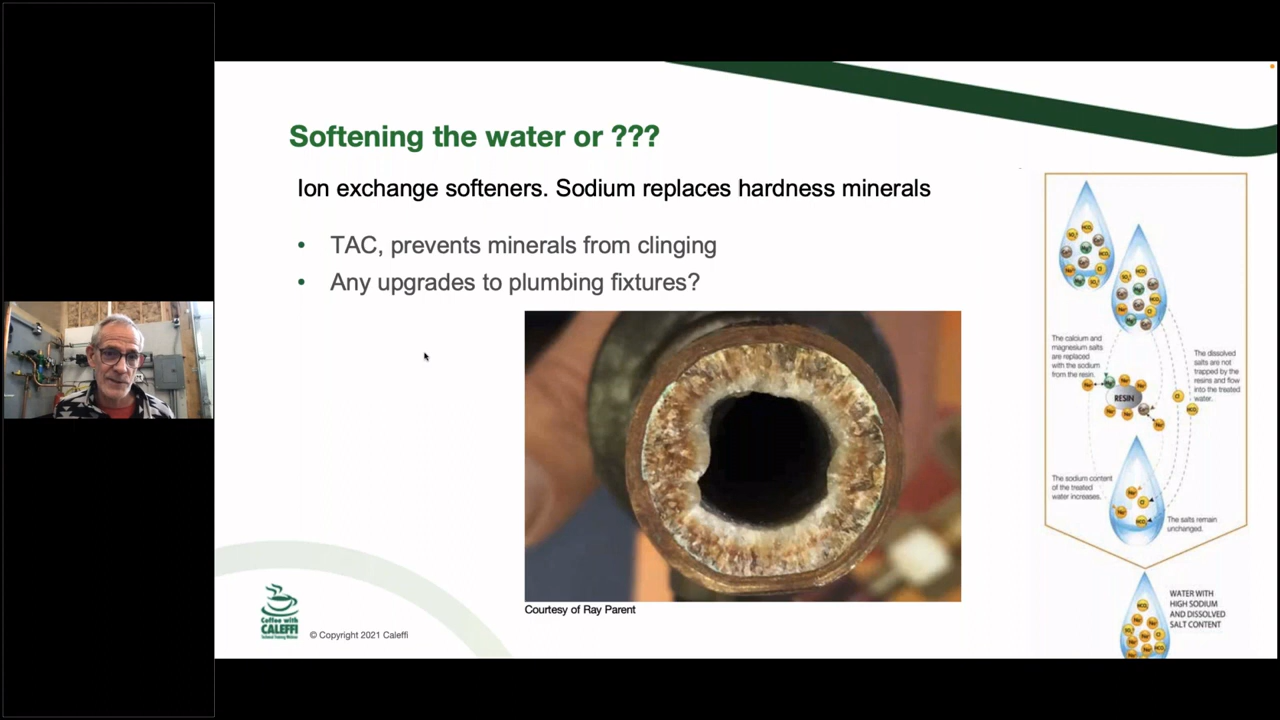 Softening the water or ???
Ion exchange softeners. Sodium replaces hardness minerals
• TAC, prevents minerals from clinging
• Any upgrades to plumbing fixtures?
Courtesy of Ray Parent
The calcium and
magnesium salts
are replaced
with the sodium
from the resin.
The dissolved
salts are not
trapped by the
resins and flow
into the treated
water.
RESIN
The sodium content
of the treated
water increases.
The salts remain
unchanged.
WATER WITH
HIGH SODIUM
AND DISSOLVED
SALT CONTENT
Coffee with
CALEFFI
© Copyright 2021 Caleffi